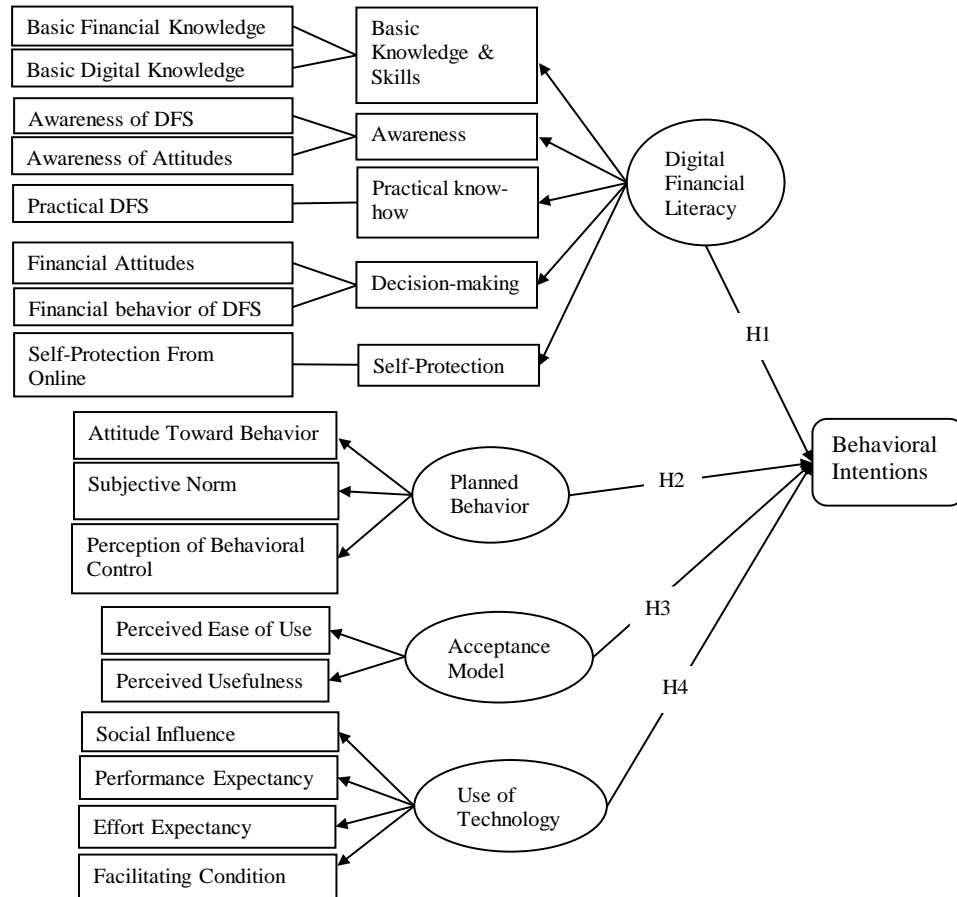 Basic Financial Knowledge
Basic Digital Knowledge
Basic
Knowledge &
Skills
Awareness of DFS
Awareness of Attitudes
Awareness
Practical DFS
Practical know-
how
Financial Attitudes
Financial behavior of DFS
Decision-making
Self-Protection From
Online
Self-Protection
Digital
Financial
Literacy
H1
Attitude Toward Behavior
Subjective Norm
Perception of Behavioral
Control
Planned
Behavior
H2
Behavioral
Intentions
Perceived Ease of Use
Perceived Usefulness
Acceptance
Model
H3
H4
Social Influence
Performance Expectancy
Effort Expectancy
Facilitating Condition
Use of
Technology